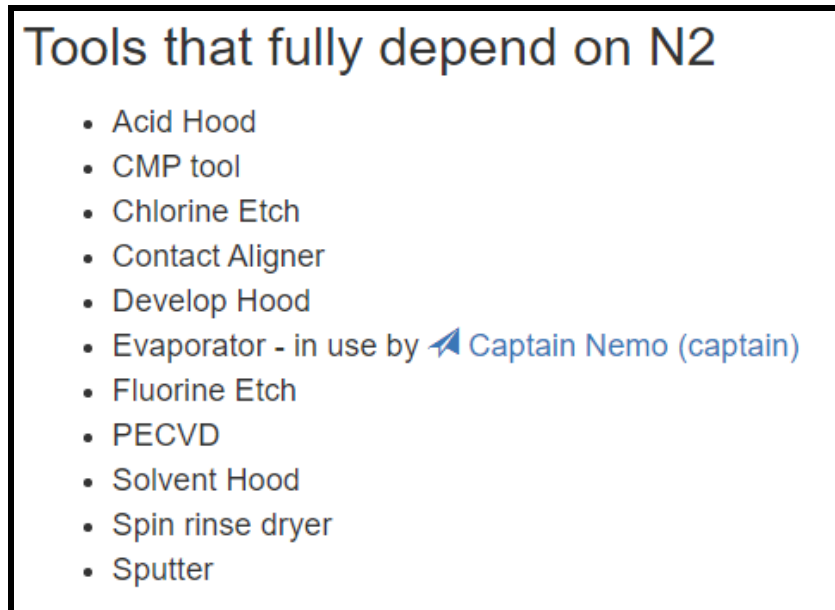 Tools that fully depend on N2
• Acid Hood
• CMP tool
• Chlorine Etch
• Contact Aligner
• Develop Hood
• Evaporator - in use by Captain Nemo (captain)
• Fluorine Etch
• PECVD
• Solvent Hood
• Spin rinse dryer
• Sputter